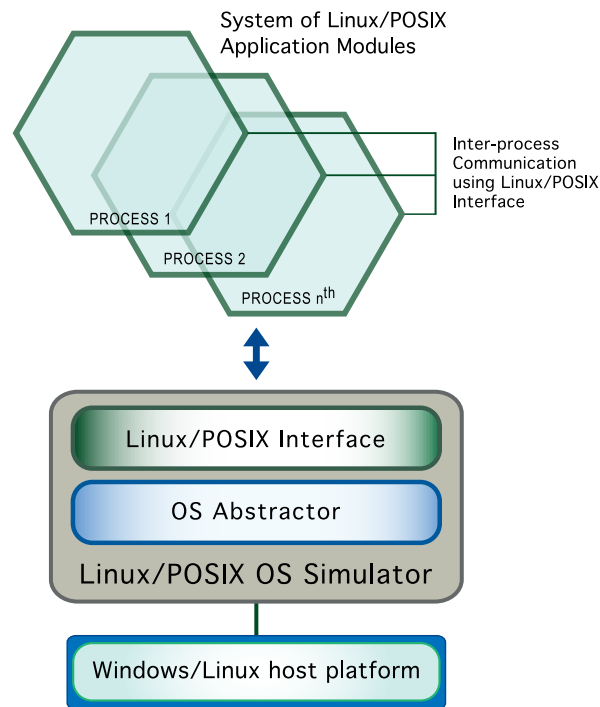 System of Linux/POSIX
Application Modules
Inter-process
Communication
using Linux/POSIX
Interface
PROCESS 1
PROCESS 2
PROCESS nth
Linux/POSIX Interface
OS Abstractor
Linux/POSIX OS Simulator
Windows/Linux host platform